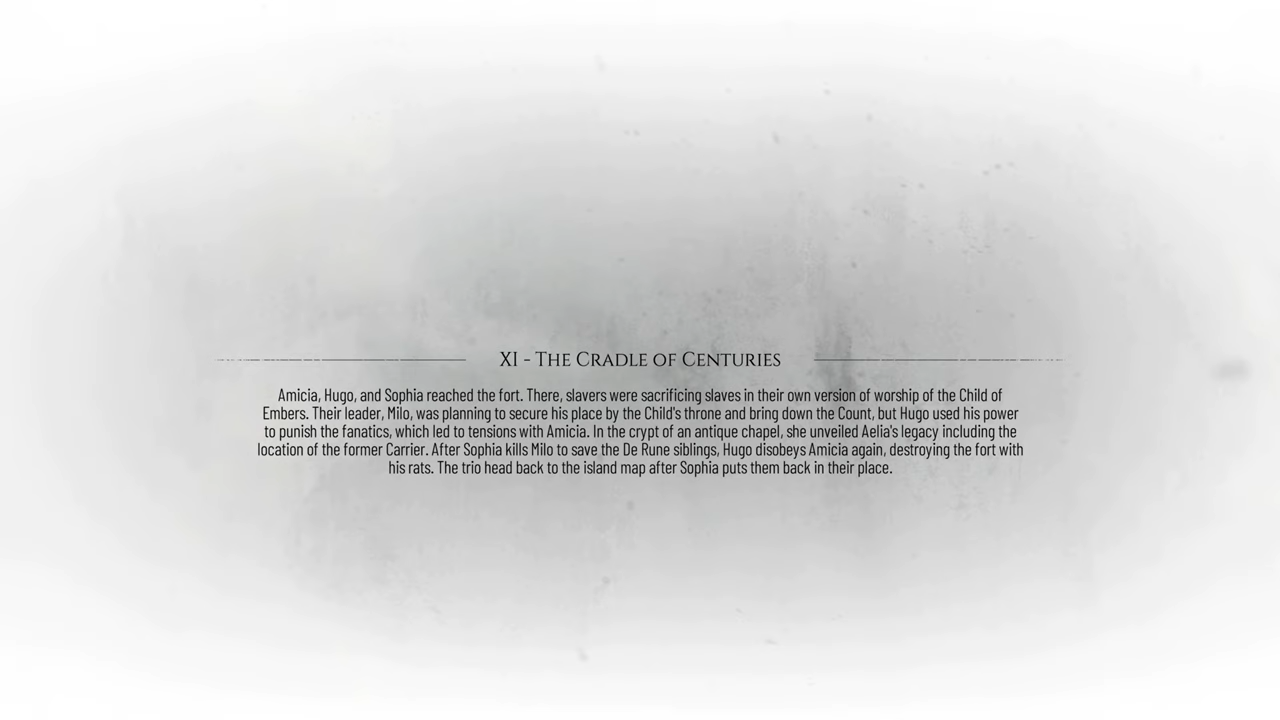 XI - The Cradle of Centuries
Amicia, Hugo, and Sophia reached the fort. There, slavers were sacrificing slaves in their own version of worship of the Child of
Embers. Their leader, Milo, was planning to secure his place by the Child's throne and bring down the Count, but Hugo used his power
to punish the fanatics, which led to tensions with Amicia. In the crypt of an antique chapel, she unveiled Aelia's legacy including the
location of the former Carrier. After Sophia kills Milo to save the De Rune siblings, Hugo disobeys Amicia again, destroying the fort with
his rats. The trio head back to the island map after Sophia puts them back in their place.